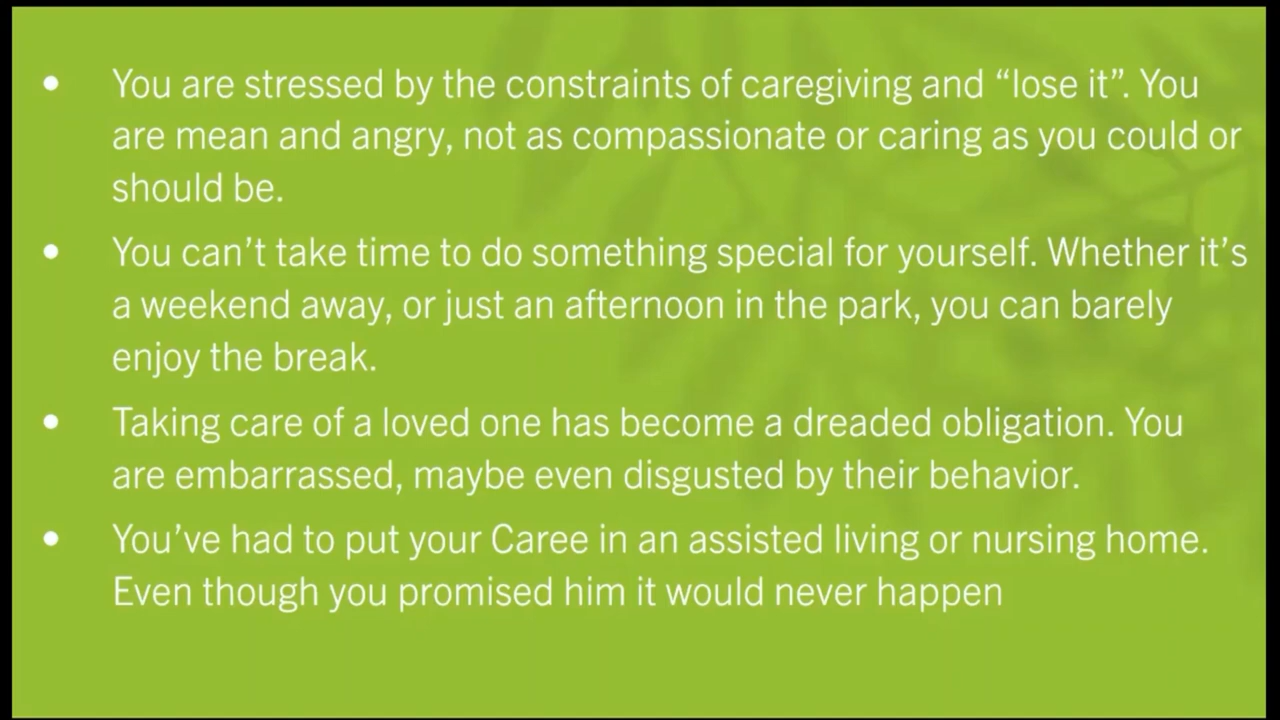 • You are stressed by the constraints of caregiving and “lose it”. You
are mean and angry, not as compassionate or caring as you could or
should be.
• You can’t take time to do something special for yourself. Whether it’s
a weekend away, or just an afternoon in the park, you can barely
enjoy the break.
• Taking care of a loved one has become a dreaded obligation. You
are embarrassed, maybe even disgusted by their behavior.
• You’ve had to put your Caree in an assisted living or nursing home.
Even though you promised him it would never happen